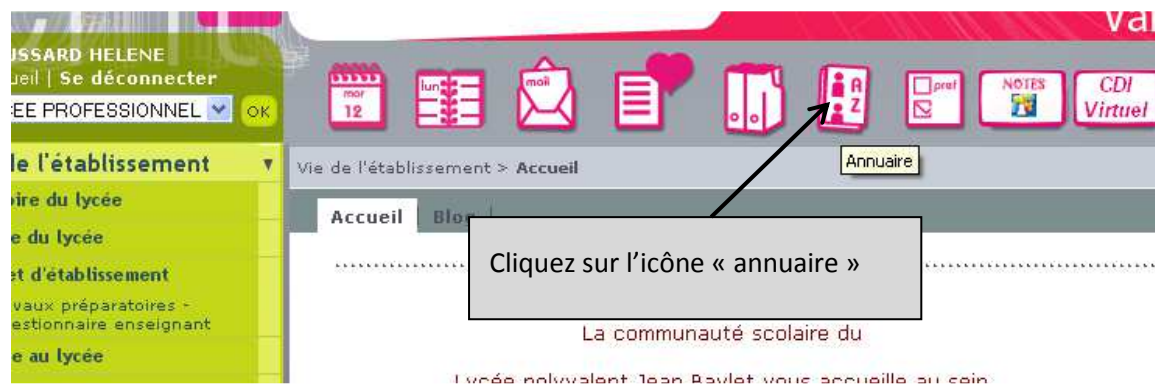 Val
USSARD HELENE
ueil | Se déconnecter
EE PROFESSIONNEL
OK
mar
12
lun
mail
A
Z
pref
NOTES
CDI
Virtuel
de l'établissement
Vie de l'établissement > Accueil
Annuaire
oire du lycée
Accueil
Blog
e du lycée
Cliquez sur l'icône « annuaire »
et d'établissement
vaux préparatoires -
estionnaire enseignant
e au lycée
La communauté scolaire du
Lycée polyvalent Jean Baylet vous accueille au sein